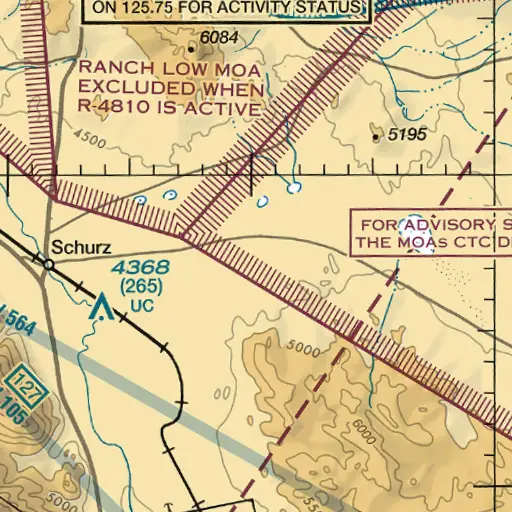 ON 125.75 FOR ACTIVITY STATUS
6084
RANCH LOW MOA
EXCLUDED WHEN
R-4810 IS ACTIVE
4500
5195
FOR ADVISORY S
THE MOAs CTC D
Schurz
4368
(265)
UC
564
5000
127
105
6000
5000